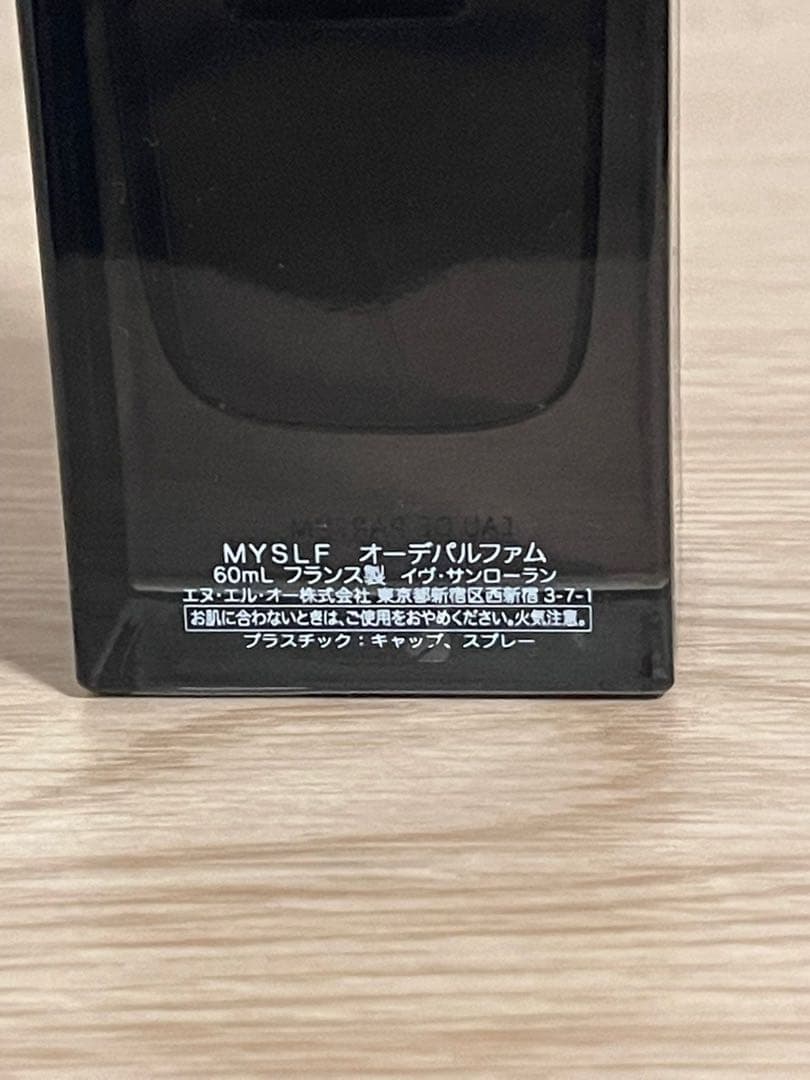 MYSLF オーデパルファム
60mL フランス製 イヴ・サンローラン
エヌ・エル・オー株式会社 東京都新宿区西新宿 3-7-1
お肌に合わないときは、ご使用をおやめください。火気注意。
プラスチック：キャップ、スプレー